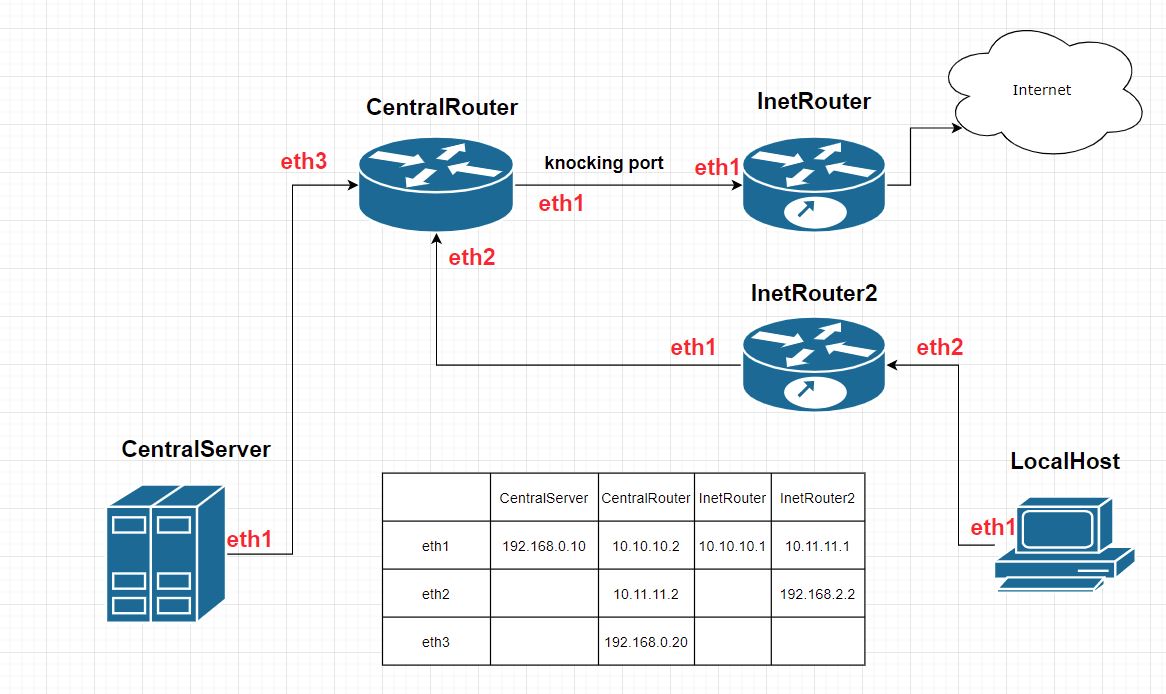 Internet
CentralRouter
InetRouter
eth3
knocking port
eth1
eth1
eth2
InetRouter2
eth1
eth2
CentralServer
LocalHost
eth1
eth1
CentralServer CentralRouter InetRouter InetRouter2
eth1 192.168.0.10 10.10.10.2 10.10.10.1 10.11.11.1
eth2 10.11.11.2 192.168.2.2
eth3 192.168.0.20